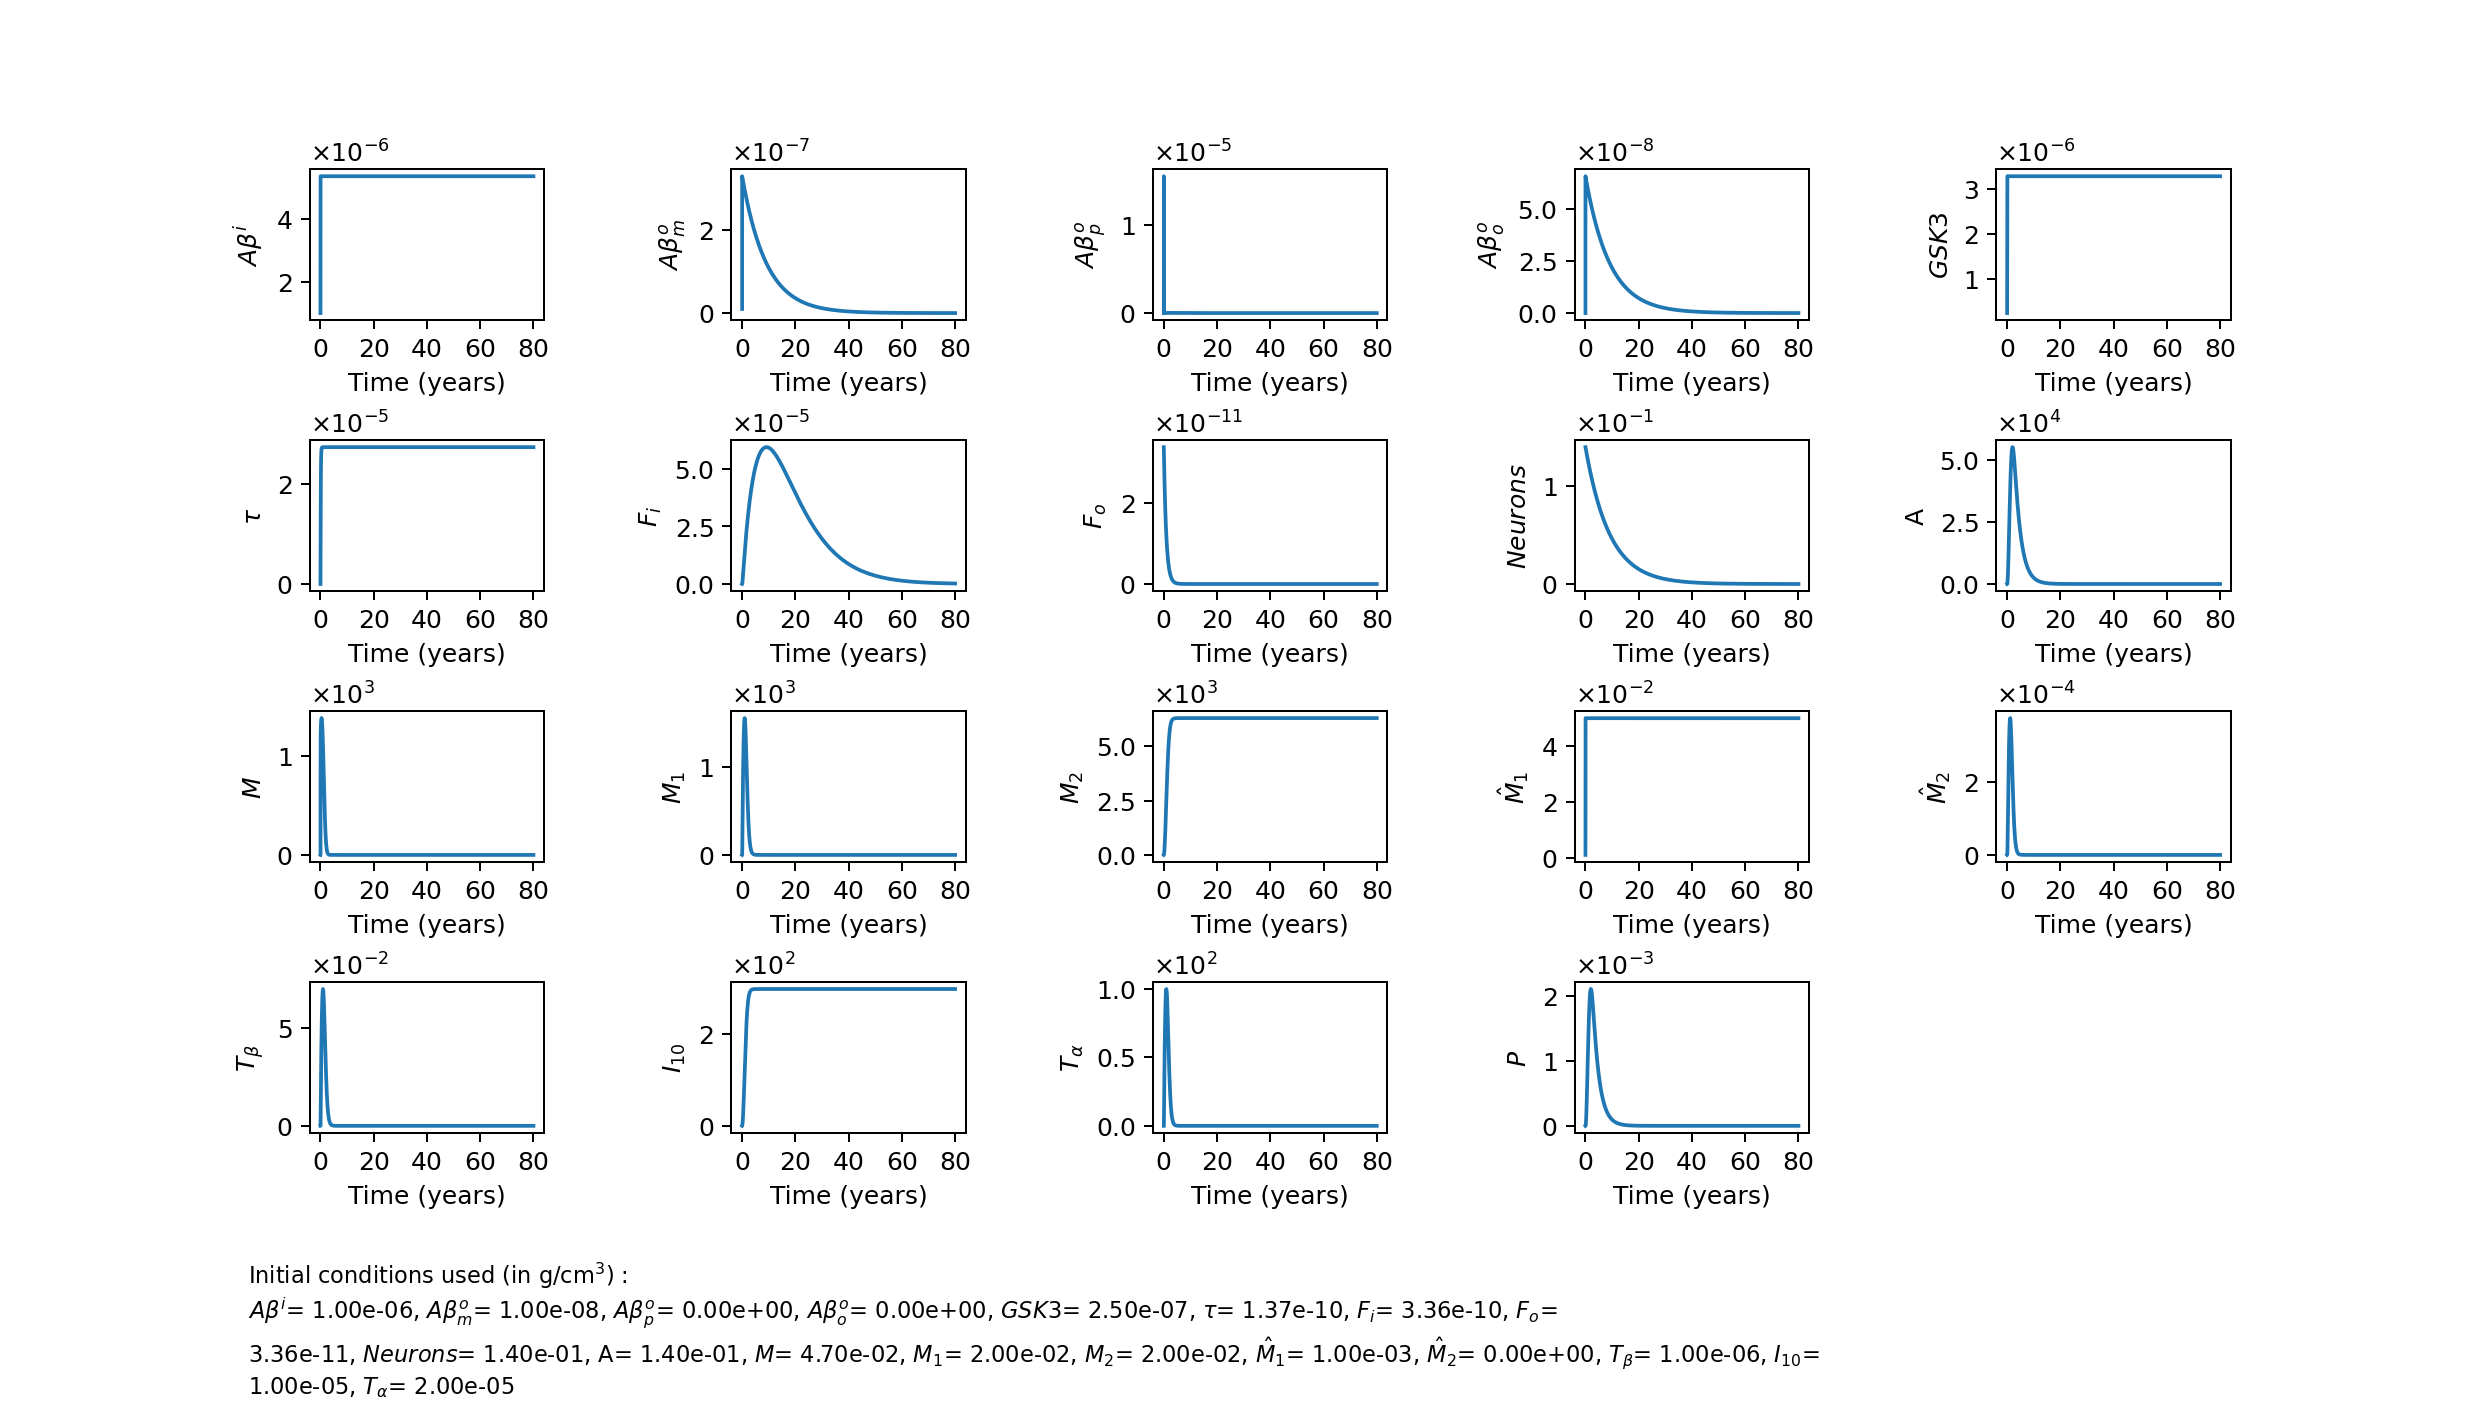 ×10⁻⁶ ×10⁻⁷ ×10⁻⁵ ×10⁻⁸ ×10⁻⁶
Aβⁱ 4 2
0 20 40 60 80
Time (years)
Aβₘᵒ 2 0
0 20 40 60 80
Time (years)
Aβₚᵒ 1 0
0 20 40 60 80
Time (years)
Aβₒᵒ 5.0 2.5 0.0
0 20 40 60 80
Time (years)
GSK3 3 2 1
0 20 40 60 80
Time (years)
×10⁻⁵ ×10⁻⁵ ×10⁻¹¹ ×10⁻¹ ×10⁴
τ 2 0
0 20 40 60 80
Time (years)
Fᵢ 5.0 2.5 0.0
0 20 40 60 80
Time (years)
Fₒ 2 0
0 20 40 60 80
Time (years)
Neurons 1 0
0 20 40 60 80
Time (years)
A 5.0 2.5 0.0
0 20 40 60 80
Time (years)
×10³ ×10³ ×10³ ×10⁻² ×10⁻⁴
M 1 0
0 20 40 60 80
Time (years)
M₁ 1 0
0 20 40 60 80
Time (years)
M₂ 5.0 2.5 0.0
0 20 40 60 80
Time (years)
M̂₁ 4 2 0
0 20 40 60 80
Time (years)
M̂₂ 2 0
0 20 40 60 80
Time (years)
×10⁻² ×10² ×10² ×10⁻³
Tᵦ 5 0
0 20 40 60 80
Time (years)
I₁₀ 2 0
0 20 40 60 80
Time (years)
T_α 1.0 0.5 0.0
0 20 40 60 80
Time (years)
P 2 1 0
0 20 40 60 80
Time (years)
Initial conditions used (in g/cm³) :
Aβⁱ= 1.00e-06, Aβₘᵒ= 1.00e-08, Aβₚᵒ= 0.00e+00, Aβₒᵒ= 0.00e+00, GSK3= 2.50e-07, τ= 1.37e-10, Fᵢ= 3.36e-10, Fₒ=
3.36e-11, Neurons= 1.40e-01, A= 1.40e-01, M= 4.70e-02, M₁= 2.00e-02, M₂= 2.00e-02, M̂₁= 1.00e-03, M̂₂= 0.00e+00, Tᵦ= 1.00e-06, I₁₀=
1.00e-05, T_α= 2.00e-05